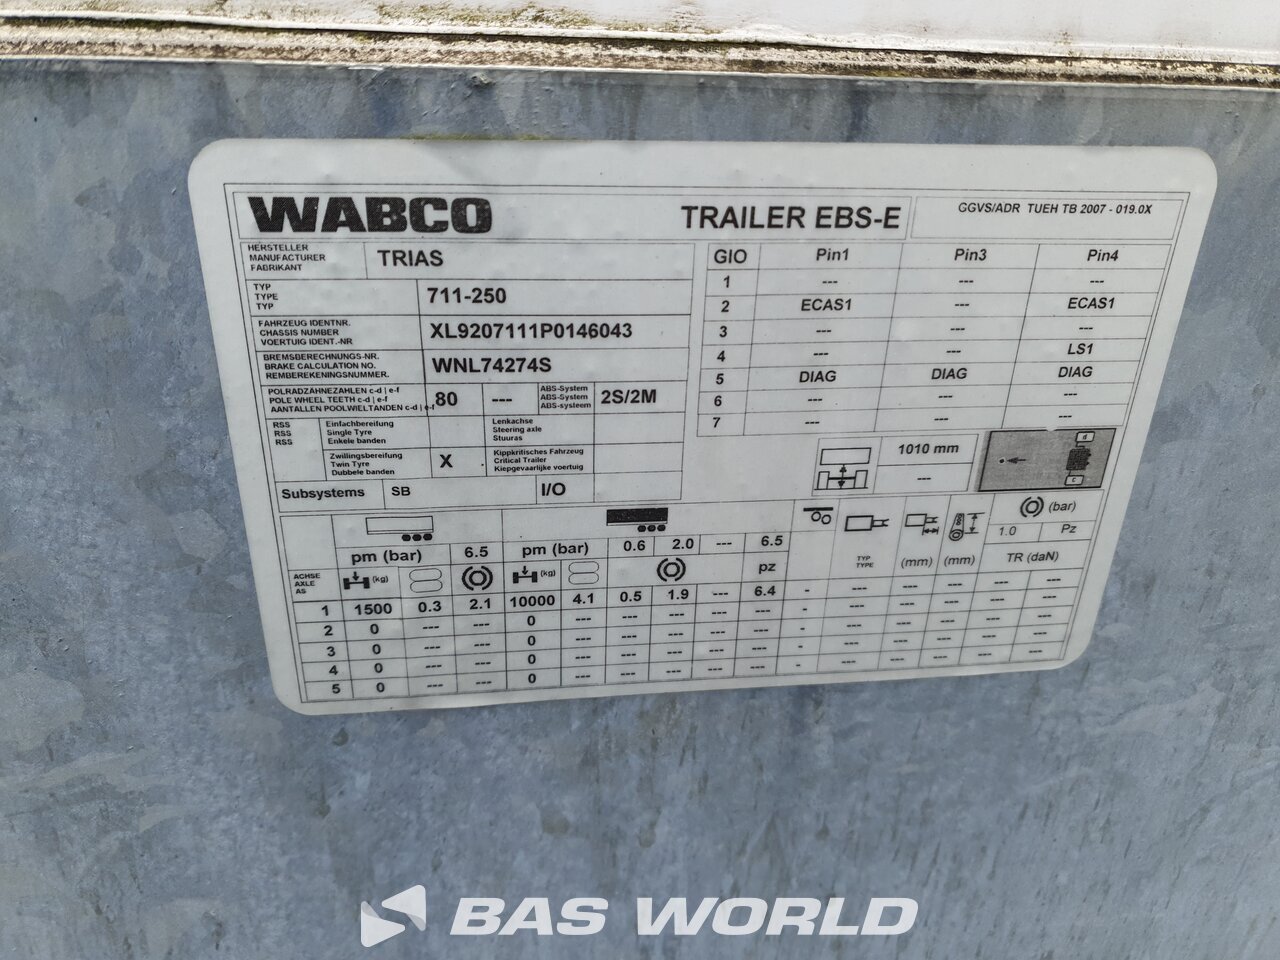 WABCO
TRAILER EBS-E
GGVS/ADR TUEH TB 2007 - 019.0X
HERSTELLER
MANUFACTURER
FABRIKANT
TRIAS
TYP
TYPE
TYP
711-250
FAHRZEUG IDENTNR.
CHASSIS NUMBER
VOERTUIG IDENT.-NR
XL9207111P0146043
BREMSBERECHNUNGS-NR.
BRAKE CALCULATION NO.
REMBEREKENINGSNUMMER.
WNL74274S
POLRADZÄHNEZAHLEN c-d | e-f
POLE WHEEL TEETH c-d | e-f
AANTALLEN POOLWIELTANDEN c-d | e-f
80 ---
ABS-System
ABS-System
ABS-systeem
2S/2M
RSS
RSS
RSS
Einfachbereifung
Single Tyre
Enkele banden
Lenkachse
Steering axle
Stuuras
Zwillingsbereifung
Twin Tyre
Dubbele banden
X
Kippkritisches Fahrzeug
Critical Trailer
Kiepgevaarlijke voertuig
Subsystems SB I/O
GIO Pin1 Pin3 Pin4
1 --- --- ---
2 ECAS1 --- ECAS1
3 --- --- ---
4 --- --- LS1
5 DIAG DIAG DIAG
6 --- --- ---
7 --- --- ---
1010 mm
---
d
c
pm (bar) 6.5 pm (bar) 0.6 2.0 --- 6.5
ACHSE
AXLE
AS
(kg) (kg) pz
TYP
TYPE
(mm) (mm)
(bar)
1.0 Pz
TR (daN)
1 1500 0.3 2.1 10000 4.1 0.5 1.9 --- 6.4 - --- --- --- --- ---
2 0 --- --- 0 --- --- --- --- --- - --- --- --- --- ---
3 0 --- --- 0 --- --- --- --- --- - --- --- --- --- ---
4 0 --- --- 0 --- --- --- --- --- - --- --- --- --- ---
5 0 --- --- 0 --- --- --- --- --- - --- --- --- --- ---
BAS WORLD